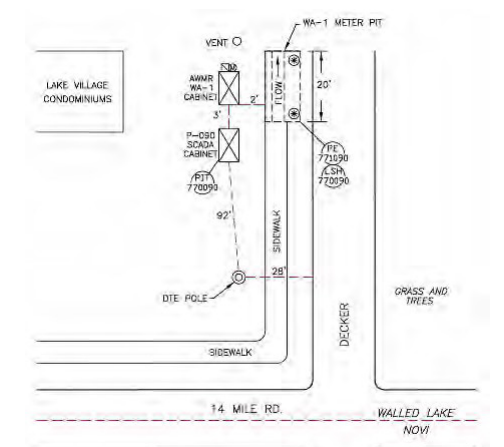 WA-1 METER PIT
VENT
LAKE VILLAGE
CONDOMINIUMS
AWMR
WA-1
CABINET
2'
FLOW
20'
3'
P-090
SCADA
CABINET
PIT
770090
PE
771090
LSH
770090
92'
SIDEWALK
28'
DTE POLE
GRASS AND
TREES
DECKER
SIDEWALK
14 MILE RD.
WALLED LAKE
NOVI